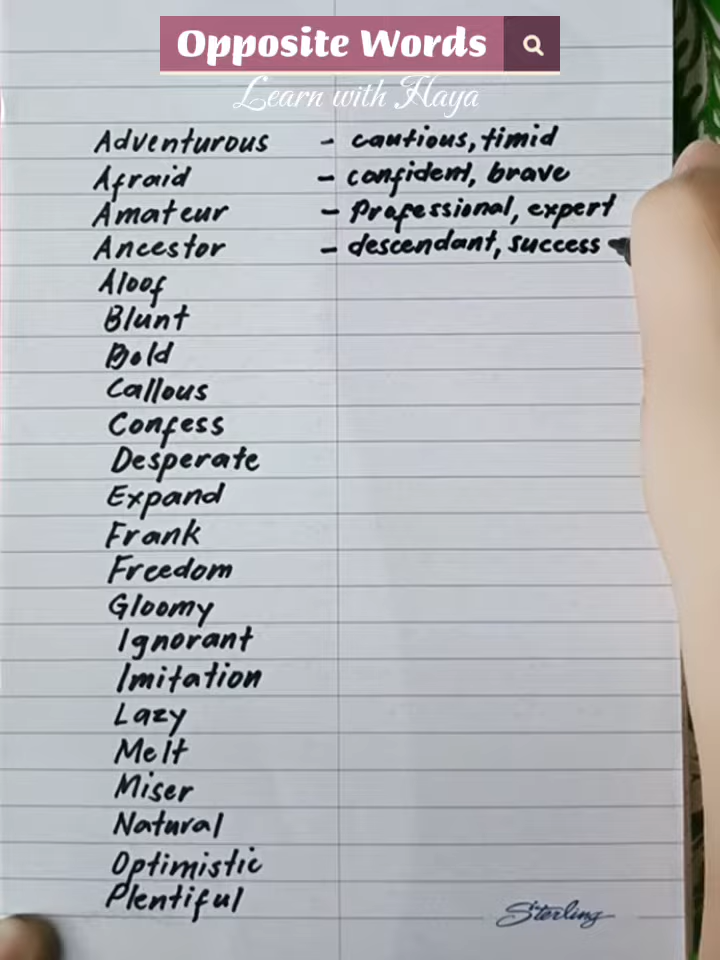 Opposite Words
Learn with Haya
Adventurous - cautious, timid
Afraid - confident, brave
Amateur - Professional, expert
Ancestor - descendant, success
Aloof
Blunt
Bold
Callous
Confess
Desperate
Expand
Frank
Freedom
Gloomy
Ignorant
Imitation
Lazy
Melt
Miser
Natural
Optimistic
Plentiful
Sterling